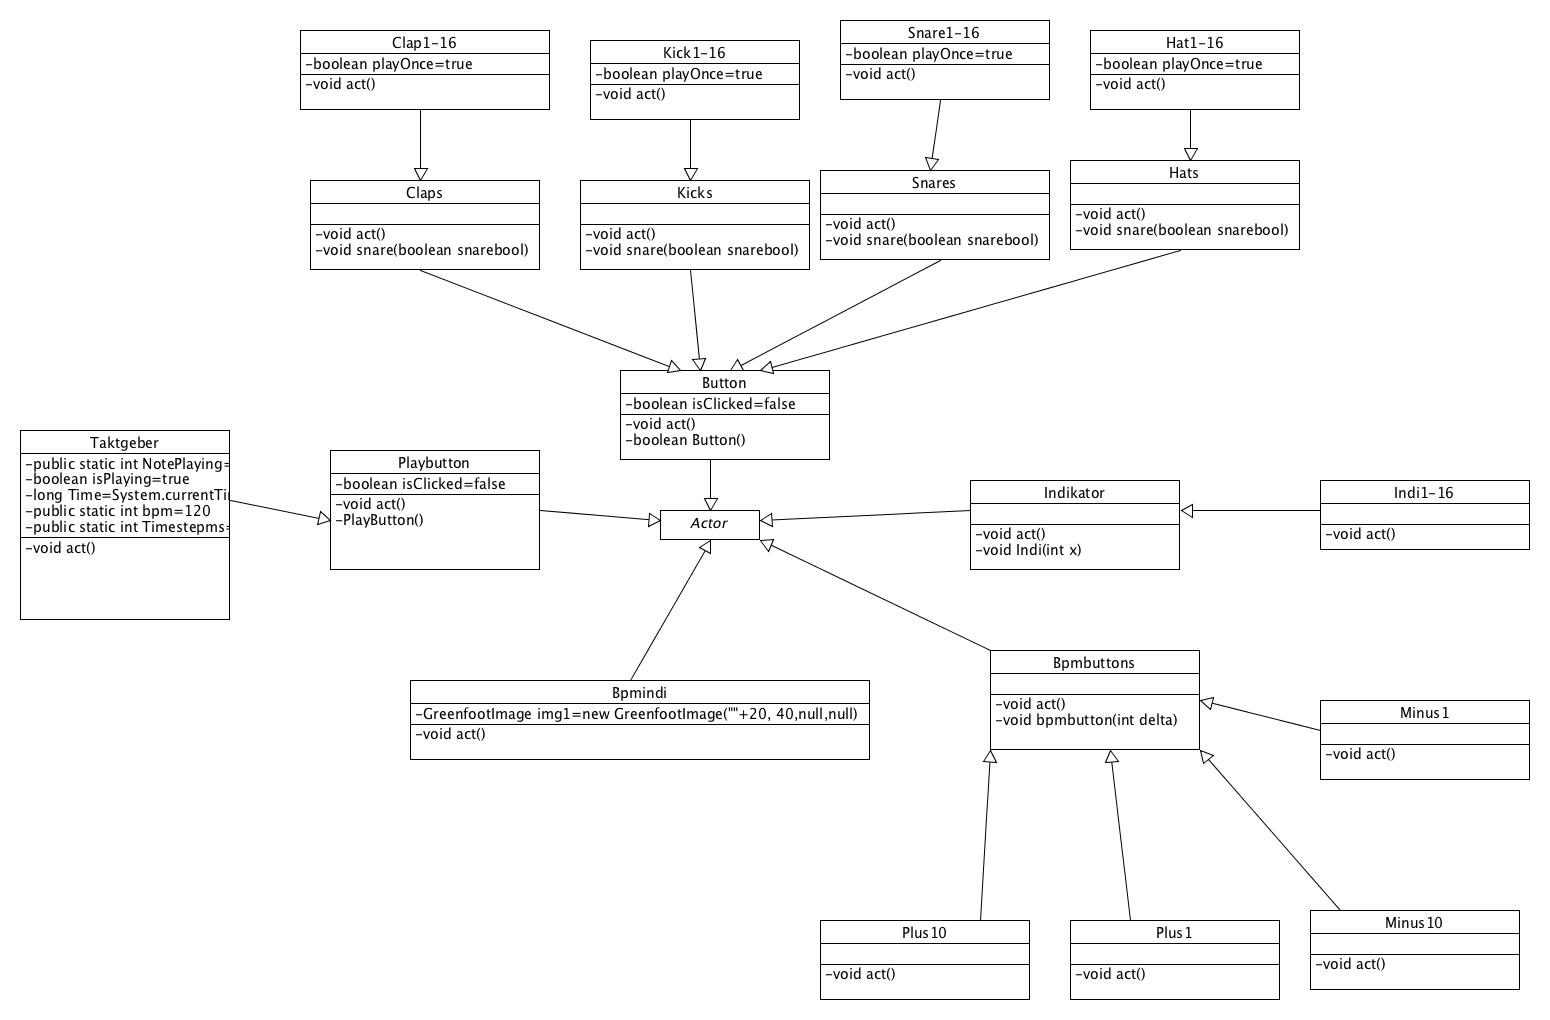 Clap1-16
-boolean playOnce=true
-void act()
Kick1-16
-boolean playOnce=true
-void act()
Snare1-16
-boolean playOnce=true
-void act()
Hat1-16
-boolean playOnce=true
-void act()
Claps
-void act()
-void snare(boolean snarebool)
Kicks
-void act()
-void snare(boolean snarebool)
Snares
-void act()
-void snare(boolean snarebool)
Hats
-void act()
-void snare(boolean snarebool)
Button
-boolean isClicked=false
-void act()
-boolean Button()
Taktgeber
-public static int NotePlaying=
-boolean isPlaying=true
-long Time=System.currentTi
-public static int bpm=120
-public static int Timestepms=
-void act()
Playbutton
-boolean isClicked=false
-void act()
-PlayButton()
Actor
Indikator
-void act()
-void Indi(int x)
Indi1-16
-void act()
Bpmindi
-GreenfootImage img1=new GreenfootImage(""+20, 40,null,null)
-void act()
Bpmbuttons
-void act()
-void bpmbutton(int delta)
Minus1
-void act()
Plus10
-void act()
Plus1
-void act()
Minus10
-void act()